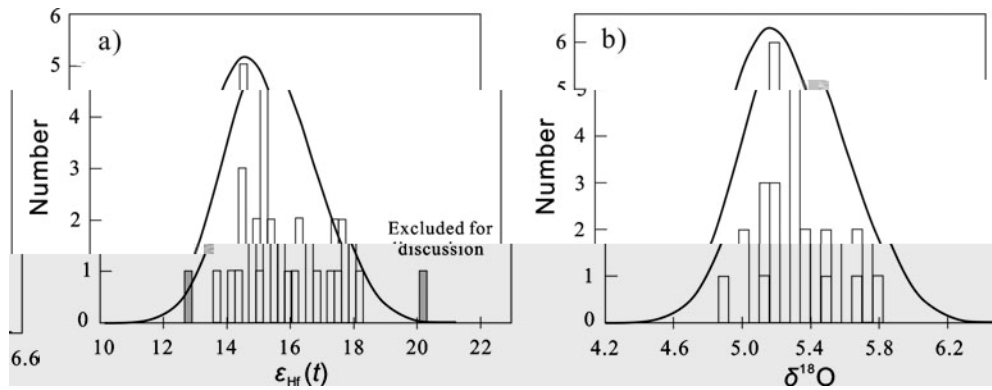 6
a)
5
4
3
2
1
Number
Excluded for
discussion
10 12 14 16 18 20 22
εHf(t)
6.6
b)
6
5
4
3
2
1
Number
4.2 4.6 5.0 5.4 5.8 6.2
δ18O